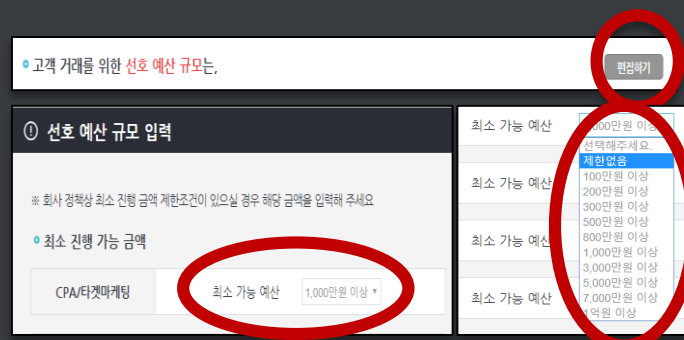 고객 거래를 위한 선호 예산 규모는,
편집하기
선호 예산 규모 입력
※ 회사 정책상 최소 진행 금액 제한조건이 있으실 경우 해당 금액을 입력해 주세요
최소 진행 가능 금액
CPA/타겟마케팅 최소 가능 예산 1,000만원 이상
최소 가능 예산 000만원 이상
선택해주세요.
제한없음
100만원 이상
최소 가능 예산 200만원 이상
300만원 이상
500만원 이상
최소 가능 예산 800만원 이상
1,000만원 이상
3,000만원 이상
5,000만원 이상
최소 가능 예산 7,000만원 이상
1억원 이상